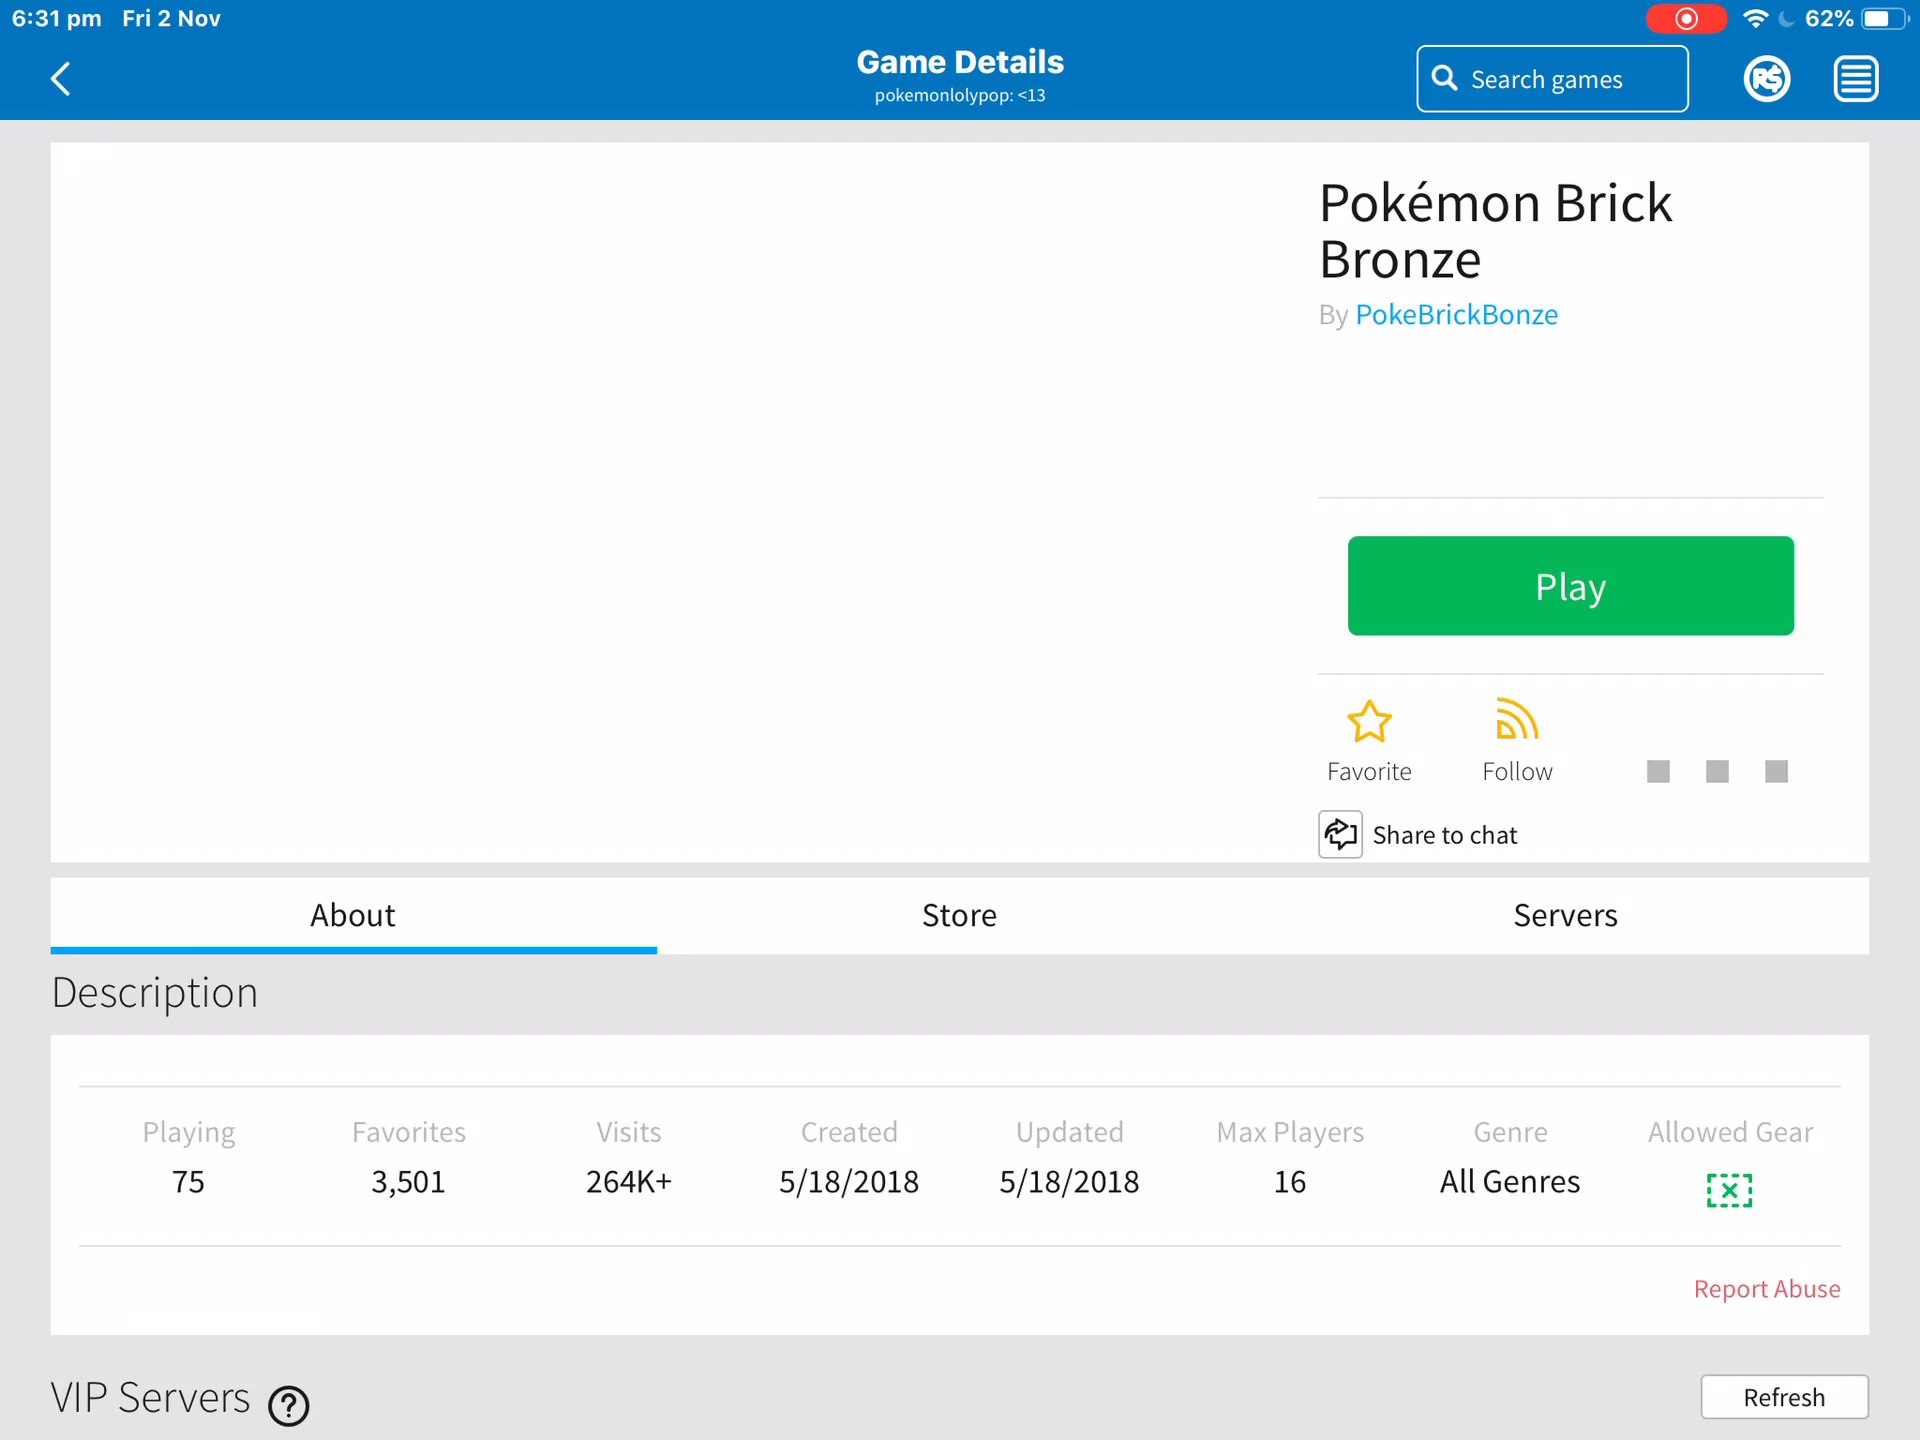 6:31 pm Fri 2 Nov
62%
Game Details
pokemonlolypop: <13
Search games
R$
Pokémon Brick
Bronze
By PokeBrickBonze
Play
Favorite Follow
Share to chat
About Store Servers
Description
Playing Favorites Visits Created Updated Max Players Genre Allowed Gear
75 3,501 264K+ 5/18/2018 5/18/2018 16 All Genres
Report Abuse
VIP Servers ?
Refresh